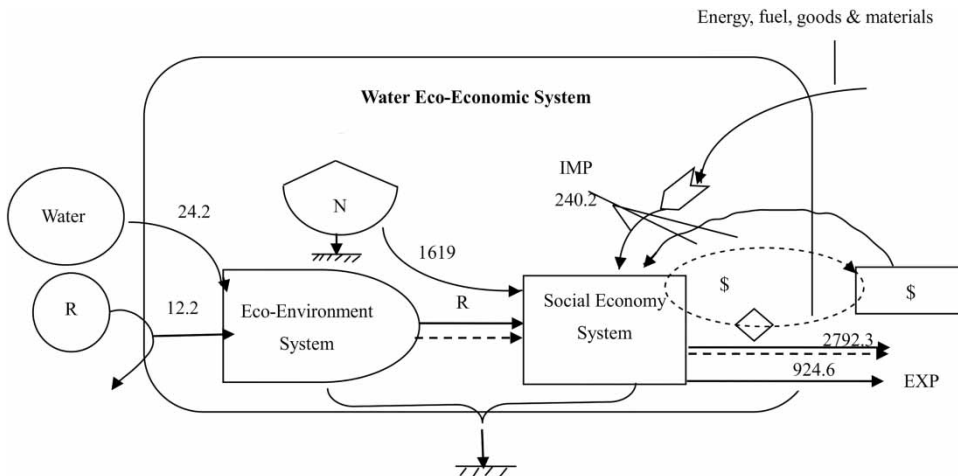 Energy, fuel, goods & materials
Water Eco-Economic System
IMP
240.2
Water
24.2
N
1619
R
12.2
Eco-Environment
System
R
Social Economy
System
$
$
2792.3
924.6
EXP